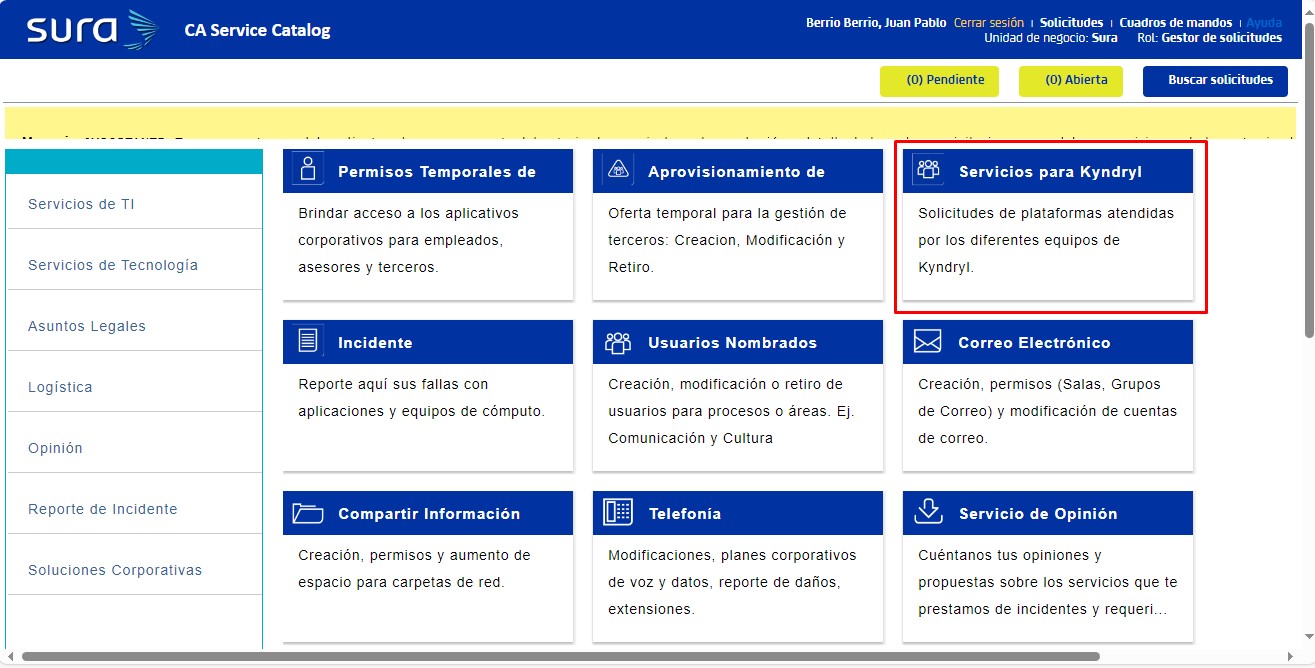 sura
CA Service Catalog
Berrio Berrio, Juan Pablo Cerrar sesión | Solicitudes | Cuadros de mandos | Ayuda
Unidad de negocio: Sura Rol: Gestor de solicitudes
(0) Pendiente
(0) Abierta
Buscar solicitudes
Servicios de TI
Servicios de Tecnología
Asuntos Legales
Logística
Opinión
Reporte de Incidente
Soluciones Corporativas
Permisos Temporales de
Brindar acceso a los aplicativos
corporativos para empleados,
asesores y terceros.
Aprovisionamiento de
Oferta temporal para la gestión de
terceros: Creacion, Modificación y
Retiro.
Servicios para Kyndryl
Solicitudes de plataformas atendidas
por los diferentes equipos de
Kyndryl.
Incidente
Reporte aquí sus fallas con
aplicaciones y equipos de cómputo.
Usuarios Nombrados
Creación, modificación o retiro de
usuarios para procesos o áreas. Ej.
Comunicación y Cultura
Correo Electrónico
Creación, permisos (Salas, Grupos
de Correo) y modificación de cuentas
de correo.
Compartir Información
Creación, permisos y aumento de
espacio para carpetas de red.
Telefonía
Modificaciones, planes corporativos
de voz y datos, reporte de daños,
extensiones.
Servicio de Opinión
Cuéntanos tus opiniones y
propuestas sobre los servicios que te
prestamos de incidentes y requeri...